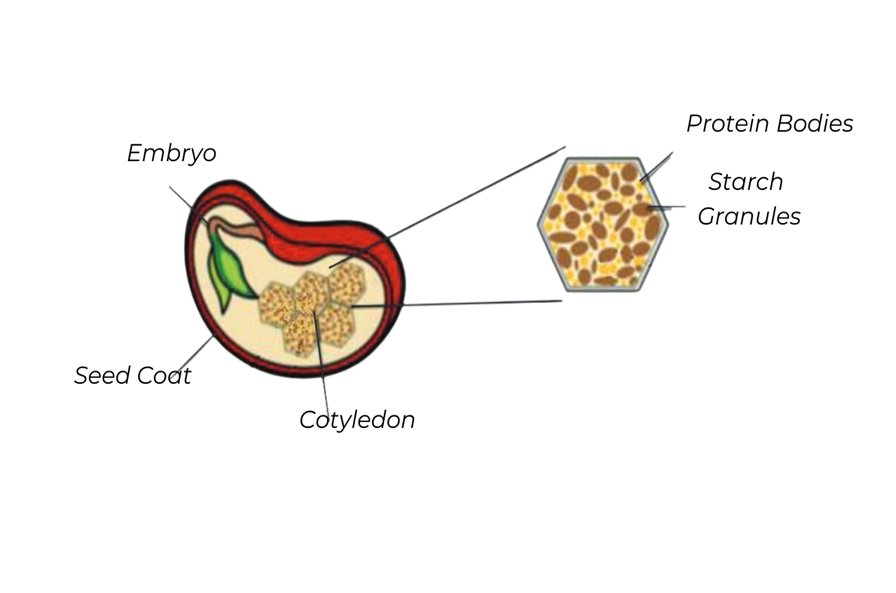 Protein Bodies
Embryo
Starch
Granules
Seed Coat
Cotyledon